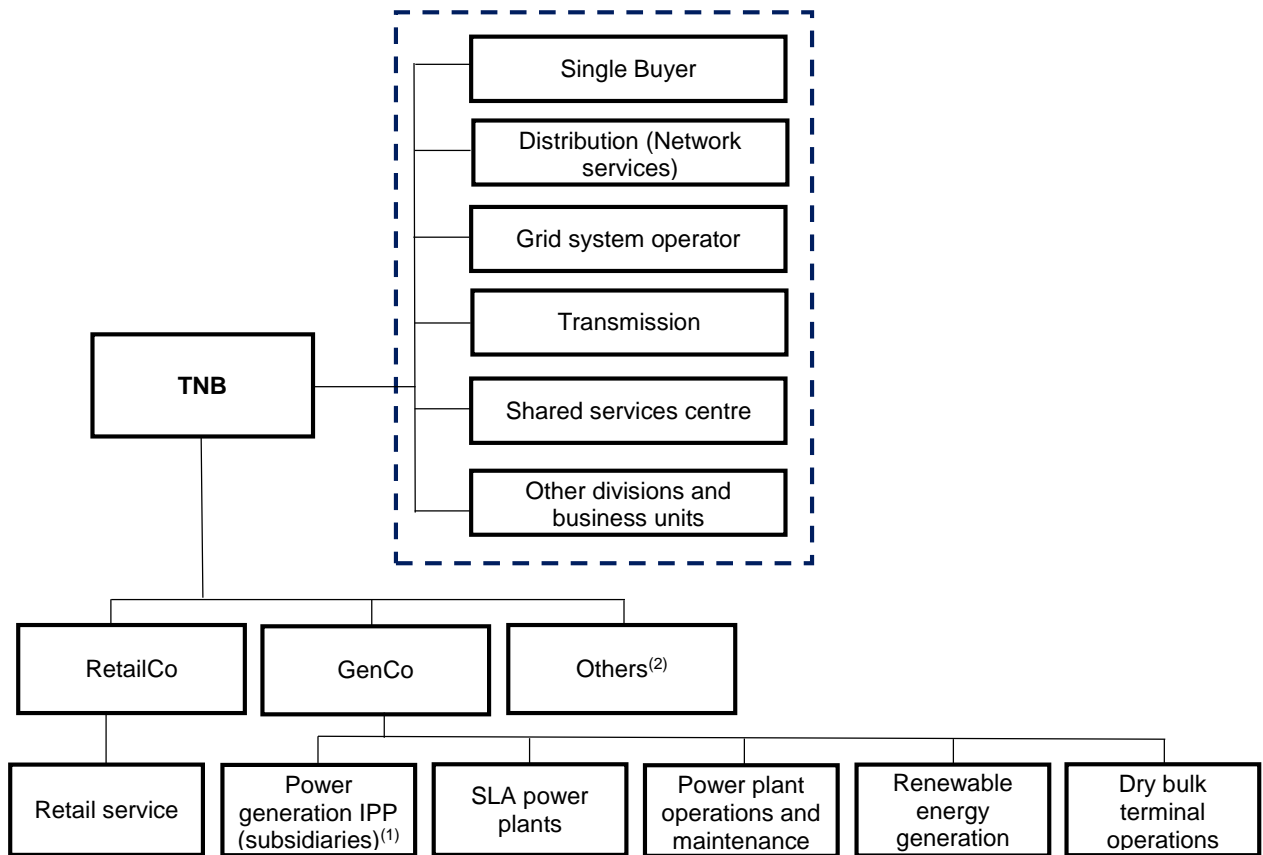 Single Buyer
Distribution (Network
services)
Grid system operator
Transmission
TNB
Shared services centre
Other divisions and
business units
RetailCo
GenCo
Others(2)
Retail service
Power
generation IPP
(subsidiaries)(1)
SLA power
plants
Power plant
operations and
maintenance
Renewable
energy
generation
Dry bulk
terminal
operations